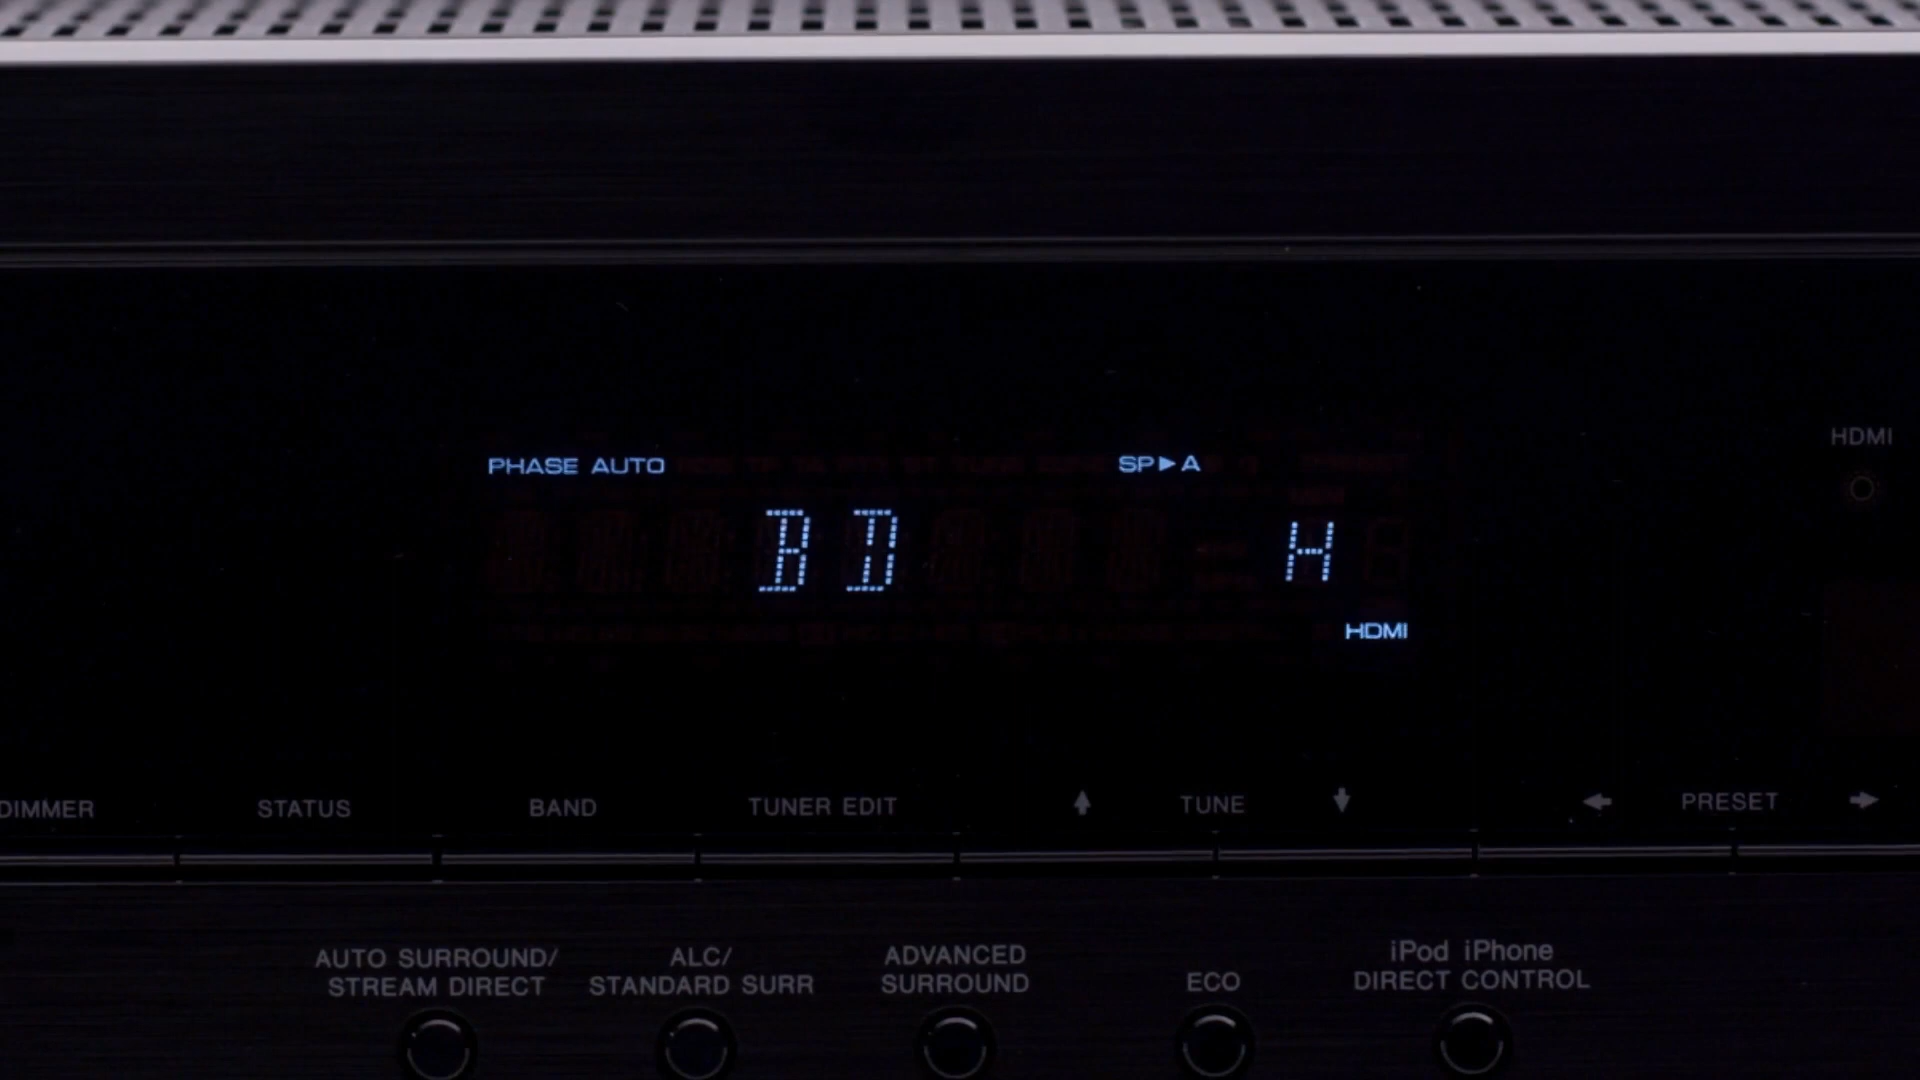 PHASE AUTO SP►A
BD H
HDMI
HDMI
DIMMER STATUS BAND TUNER EDIT ↑ TUNE ↓ ← PRESET →
AUTO SURROUND/
STREAM DIRECT
ALC/
STANDARD SURR
ADVANCED
SURROUND
ECO
iPod iPhone
DIRECT CONTROL